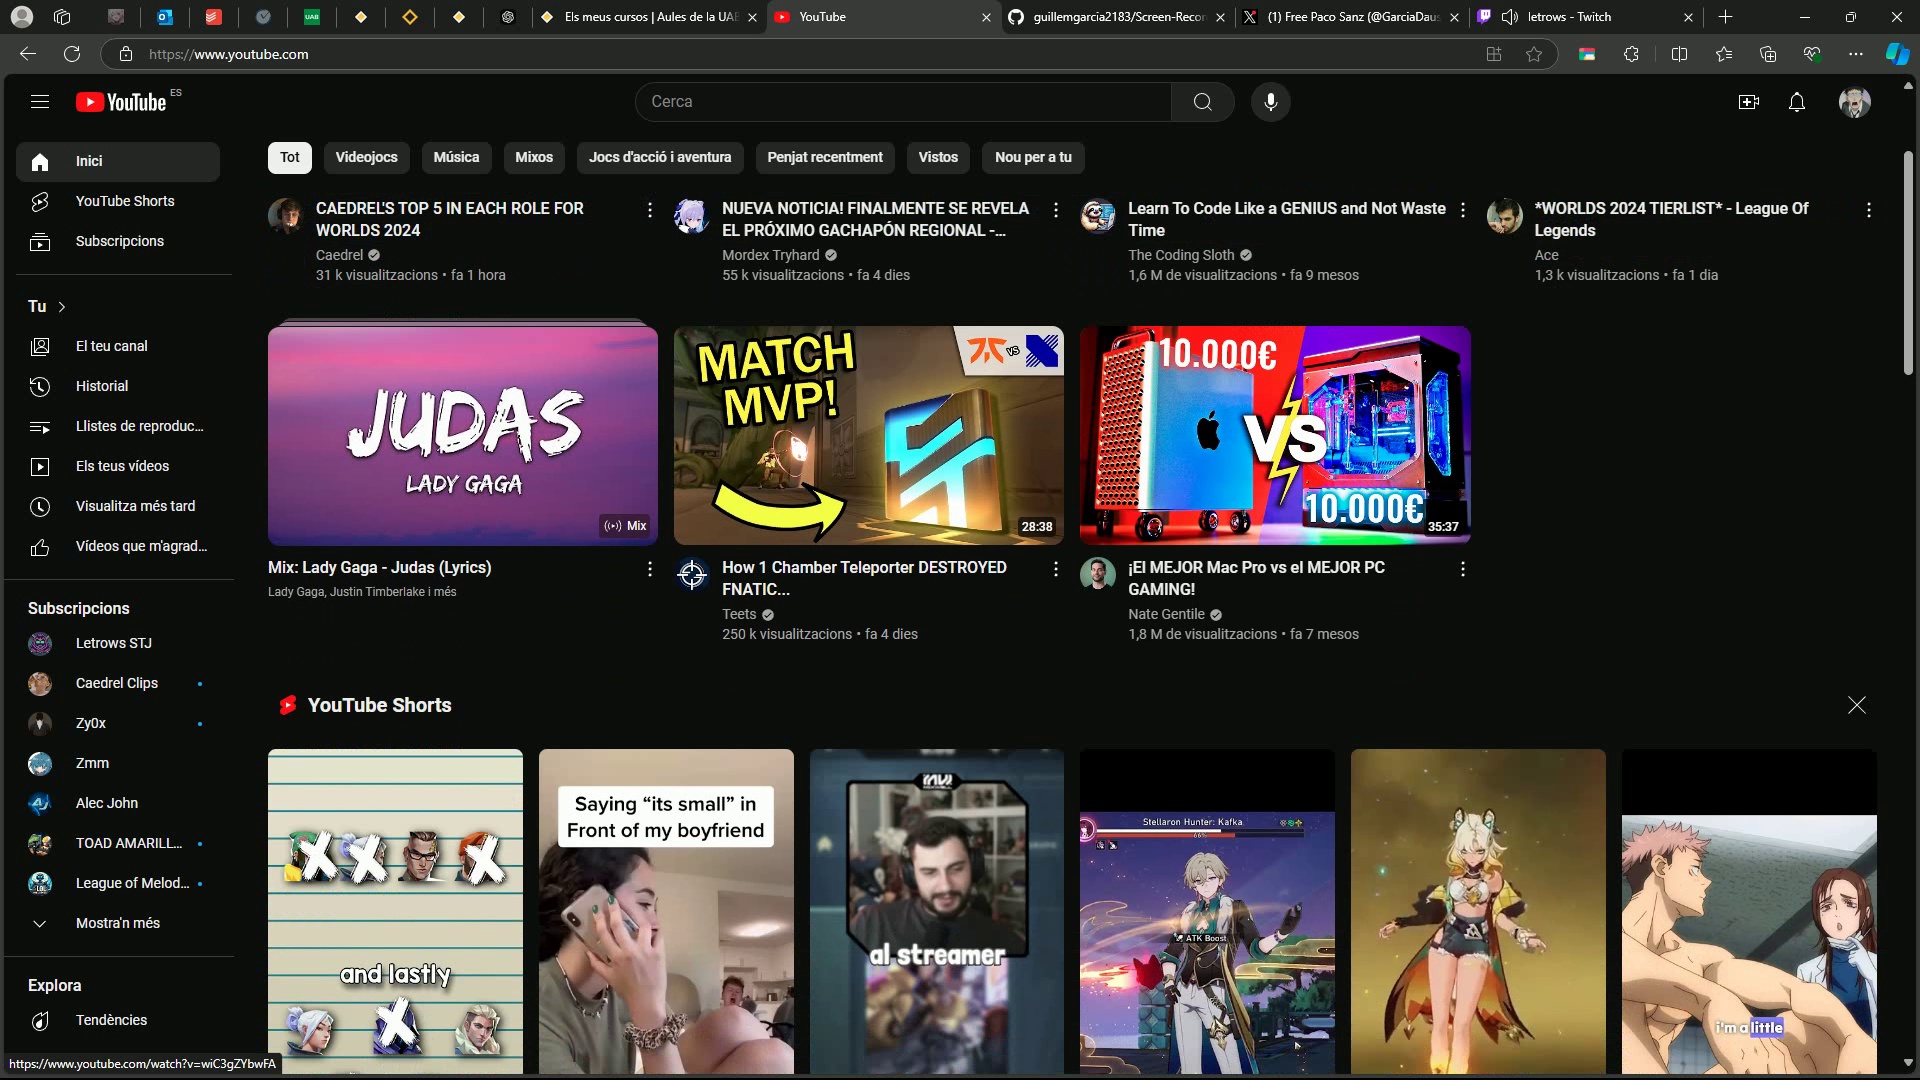 Els meus cursos | Aules de la UAB
YouTube
guillemgarcia2183/Screen-Recor
(1) Free Paco Sanz (@GarciaDaus
letrows - Twitch
https://www.youtube.com
YouTube ES
Cerca
Tot
Videojocs
Música
Mixos
Jocs d'acció i aventura
Penjat recentment
Vistos
Nou per a tu
Inici
YouTube Shorts
Subscripcions
Tu
El teu canal
Historial
Llistes de reproduc...
Els teus vídeos
Visualitza més tard
Vídeos que m'agrad...
Subscripcions
Letrows STJ
Caedrel Clips
Zy0x
Zmm
Alec John
TOAD AMARILL...
League of Melod...
Mostra'n més
Explora
Tendències
https://www.youtube.com/watch?v=wiC3gZYbwFA
CAEDREL'S TOP 5 IN EACH ROLE FOR
WORLDS 2024
Caedrel
31 k visualitzacions • fa 1 hora
NUEVA NOTICIA! FINALMENTE SE REVELA
EL PRÓXIMO GACHAPÓN REGIONAL -...
Mordex Tryhard
55 k visualitzacions • fa 4 dies
Learn To Code Like a GENIUS and Not Waste
Time
The Coding Sloth
1,6 M de visualitzacions • fa 9 mesos
*WORLDS 2024 TIERLIST* - League Of
Legends
Ace
1,3 k visualitzacions • fa 1 dia
JUDAS
LADY GAGA
Mix
Mix: Lady Gaga - Judas (Lyrics)
Lady Gaga, Justin Timberlake i més
MATCH
MVP!
VS
28:38
How 1 Chamber Teleporter DESTROYED
FNATIC...
Teets
250 k visualitzacions • fa 4 dies
10.000€
VS
10.000€
35:37
¡El MEJOR Mac Pro vs el MEJOR PC
GAMING!
Nate Gentile
1,8 M de visualitzacions • fa 7 mesos
YouTube Shorts
and lastly
Saying “its small” in
Front of my boyfriend
al streamer
Stellaron Hunter: Kafka
66%
ATK Boost
i'm a little